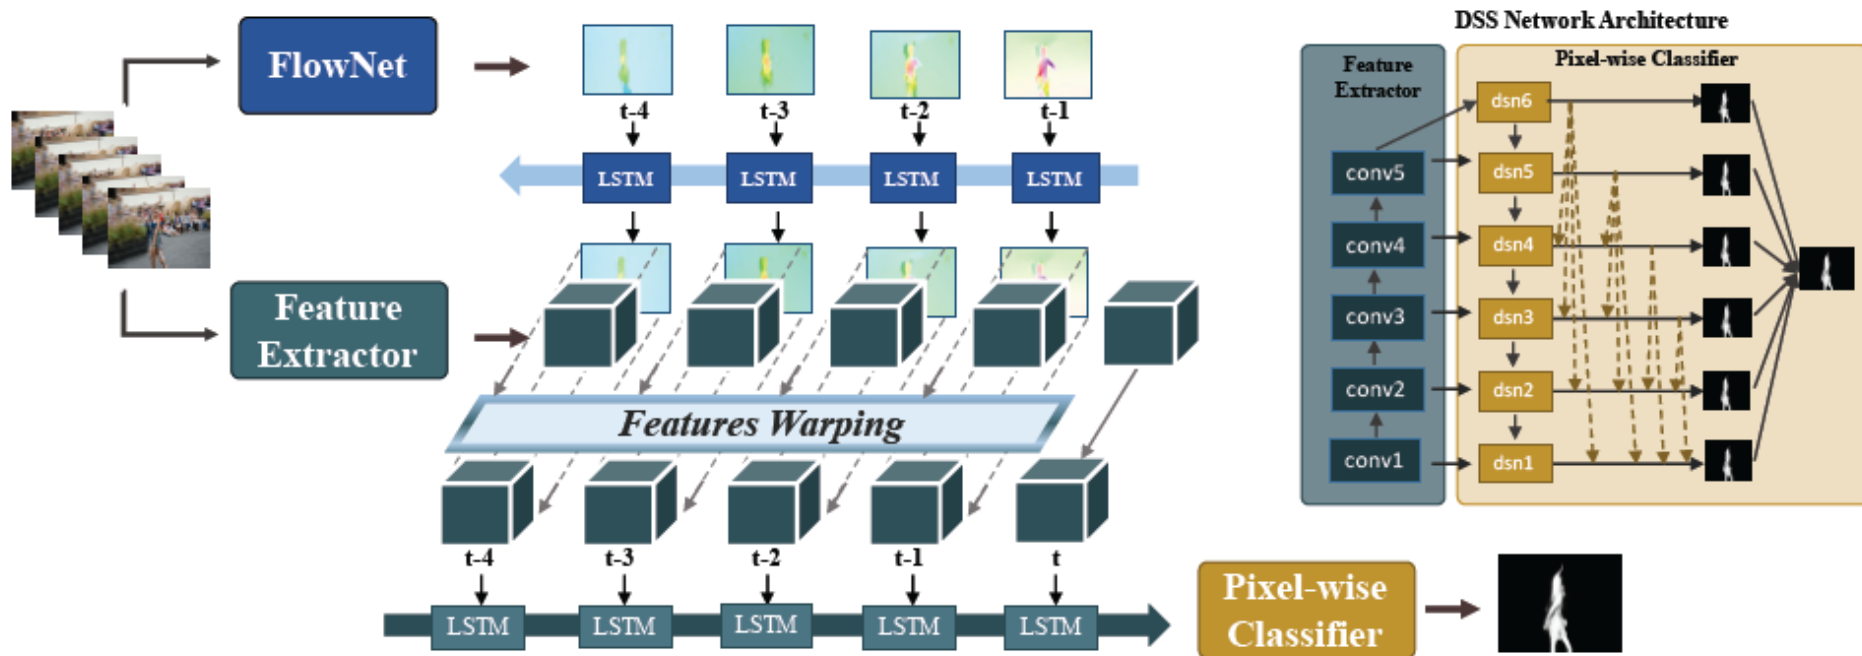 DSS Network Architecture
FlowNet
t-4
t-3
t-2
t-1
LSTM
LSTM
LSTM
LSTM
Feature
Extractor
Features Warping
t-4
t-3
t-2
t-1
t
LSTM
LSTM
LSTM
LSTM
LSTM
Pixel-wise
Classifier
Feature
Extractor
conv5
conv4
conv3
conv2
conv1
Pixel-wise Classifier
dsn6
dsn5
dsn4
dsn3
dsn2
dsn1